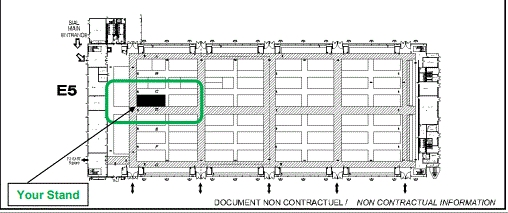 SIAL
MAIN
ENTRANCE
E5
Your Stand
DOCUMENT NON CONTRACTUEL / NON CONTRACTUAL INFORMATION